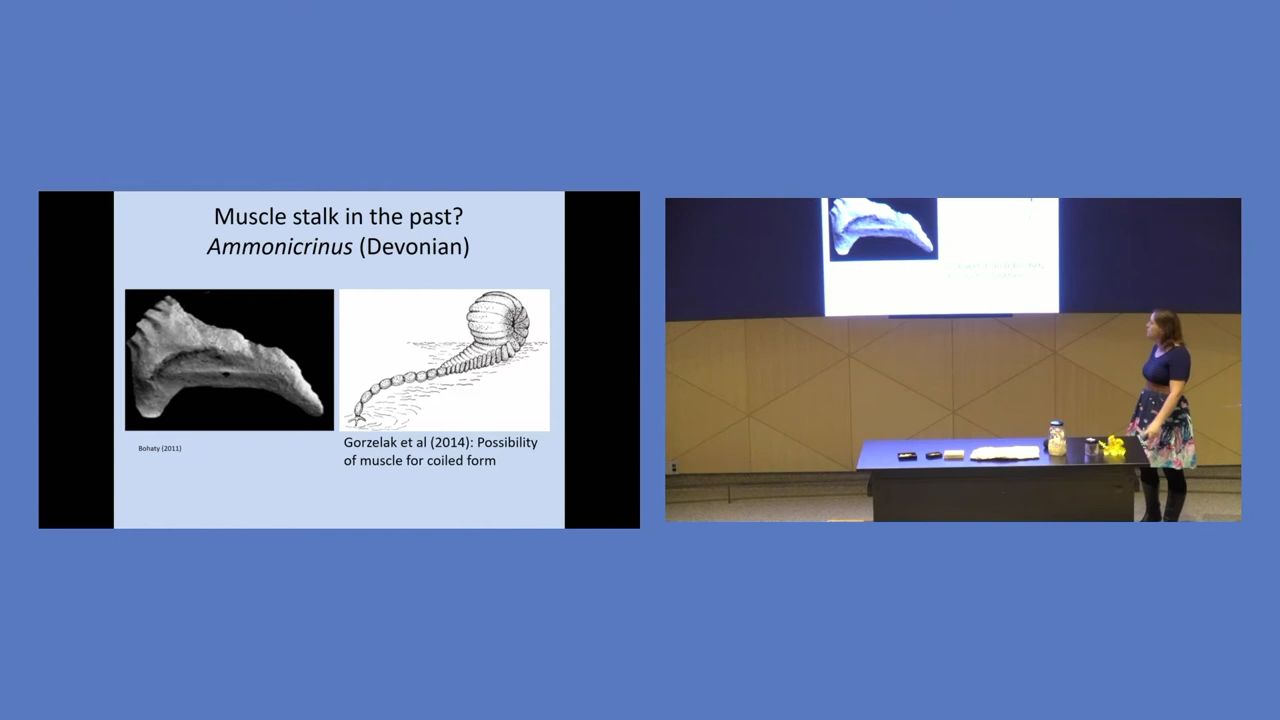 Muscle stalk in the past?
Ammonicrinus (Devonian)
Bohaty (2011)
Gorzelak et al (2014): Possibility
of muscle for coiled form